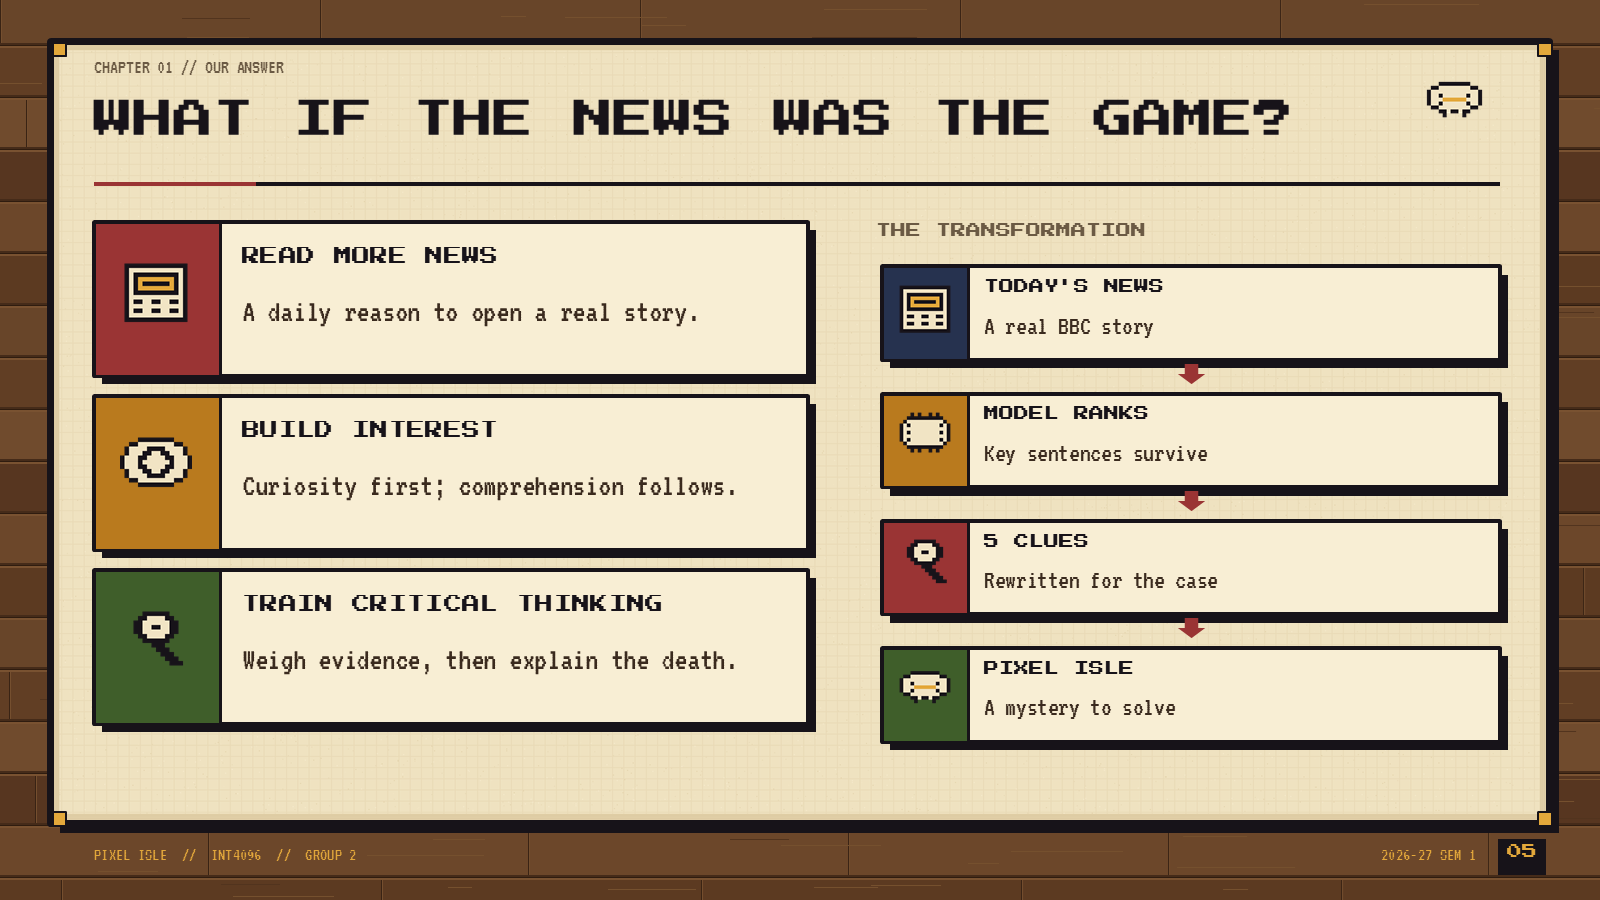 CHAPTER 01 // OUR ANSWER
WHAT IF THE NEWS WAS THE GAME?
READ MORE NEWS
A daily reason to open a real story.
BUILD INTEREST
Curiosity first; comprehension follows.
TRAIN CRITICAL THINKING
Weigh evidence, then explain the death.
THE TRANSFORMATION
TODAY'S NEWS
A real BBC story
MODEL RANKS
Key sentences survive
5 CLUES
Rewritten for the case
PIXEL ISLE
A mystery to solve
PIXEL ISLE // INT4096 // GROUP 2
2026-27 SEM 1
05